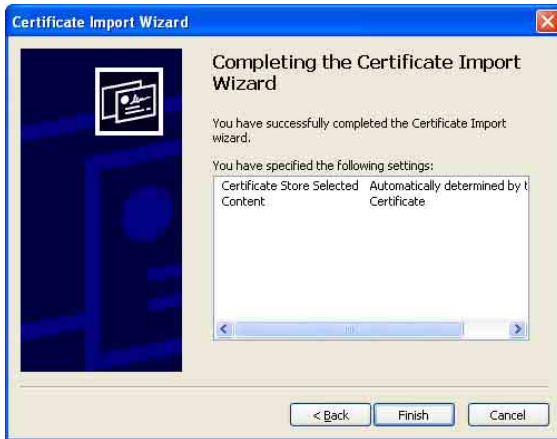 Certificate Import Wizard
Completing the Certificate Import
Wizard
You have successfully completed the Certificate Import
wizard.
You have specified the following settings:
Certificate Store Selected Automatically determined by t
Content Certificate
< Back Finish Cancel